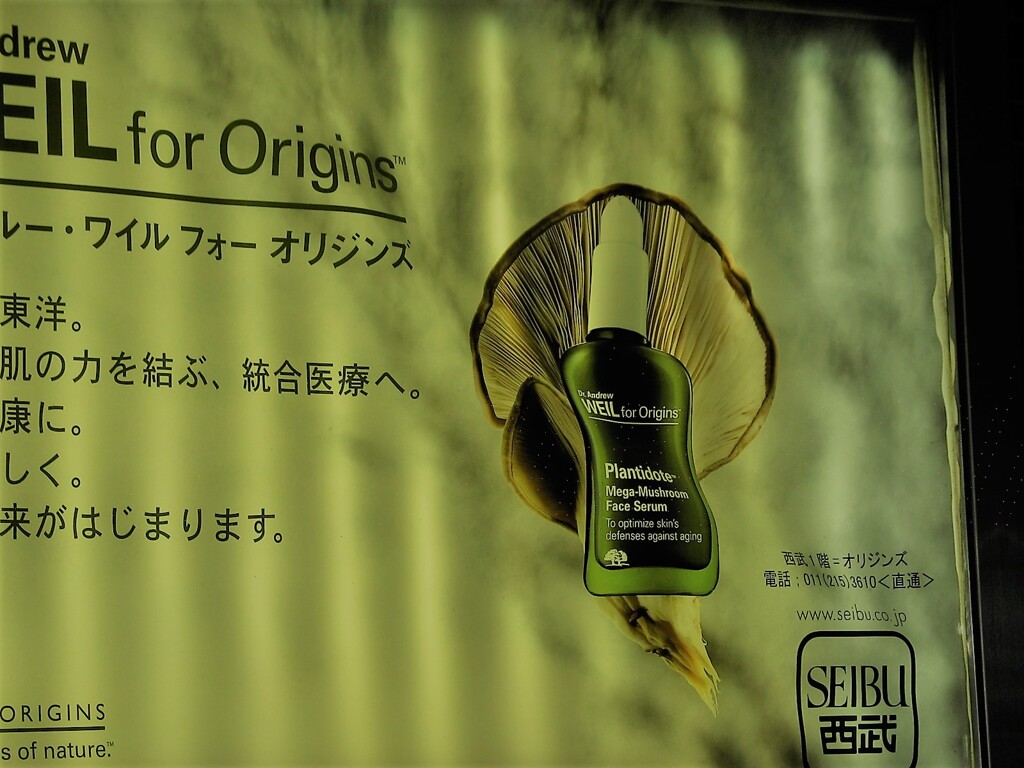 drew
EIL for Origins™
ルー・ワイル フォー オリジンズ
東洋。
肌の力を結ぶ、統合医療へ。
康に。
しく。
来がはじまります。
Dr. Andrew
WEIL for Origins™
Plantidote™
Mega-Mushroom
Face Serum
To optimize skin's
defenses against aging
西武1階=オリジンズ
電話;011(215)3610<直通>
www.seibu.co.jp
SEIBU
西武
ORIGINS
s of nature.™